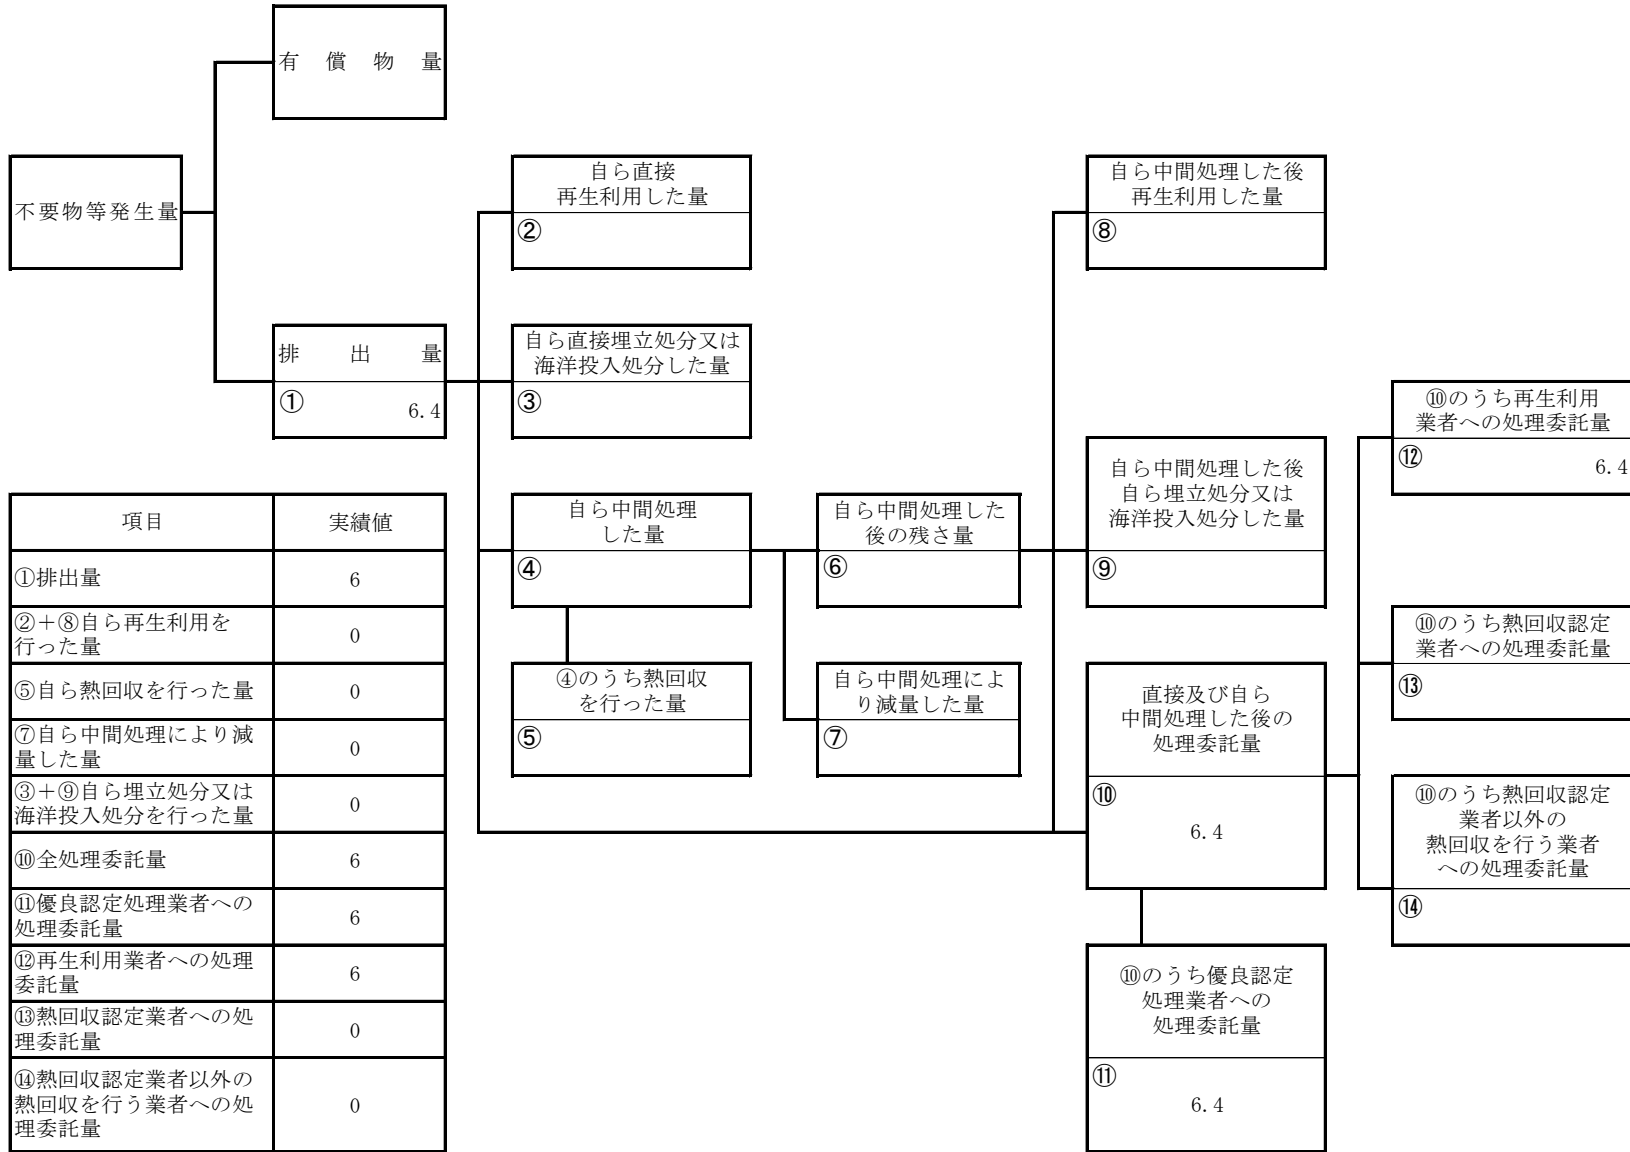 有償物量
不要物等発生量
排出量
①
6.4
自ら直接
再生利用した量
②
自ら直接埋立処分又は
海洋投入処分した量
③
自ら中間処理
した量
④
④のうち熱回収
を行った量
⑤
自ら中間処理した
後の残さ量
⑥
自ら中間処理によ
り減量した量
⑦
自ら中間処理した後
再生利用した量
⑧
自ら中間処理した後
自ら埋立処分又は
海洋投入処分した量
⑨
直接及び自ら
中間処理した後の
処理委託量
⑩
6.4
⑩のうち優良認定
処理業者への
処理委託量
⑪
6.4
⑩のうち再生利用
業者への処理委託量
⑫
6.4
⑩のうち熱回収認定
業者への処理委託量
⑬
⑩のうち熱回収認定
業者以外の
熱回収を行う業者
への処理委託量
⑭
項目 実績値
①排出量 6
②+⑧自ら再生利用を
行った量 0
⑤自ら熱回収を行った量 0
⑦自ら中間処理により減
量した量 0
③+⑨自ら埋立処分又は
海洋投入処分を行った量 0
⑩全処理委託量 6
⑪優良認定処理業者への
処理委託量 6
⑫再生利用業者への処理
委託量 6
⑬熱回収認定業者への処
理委託量 0
⑭熱回収認定業者以外の
熱回収を行う業者への処
理委託量 0